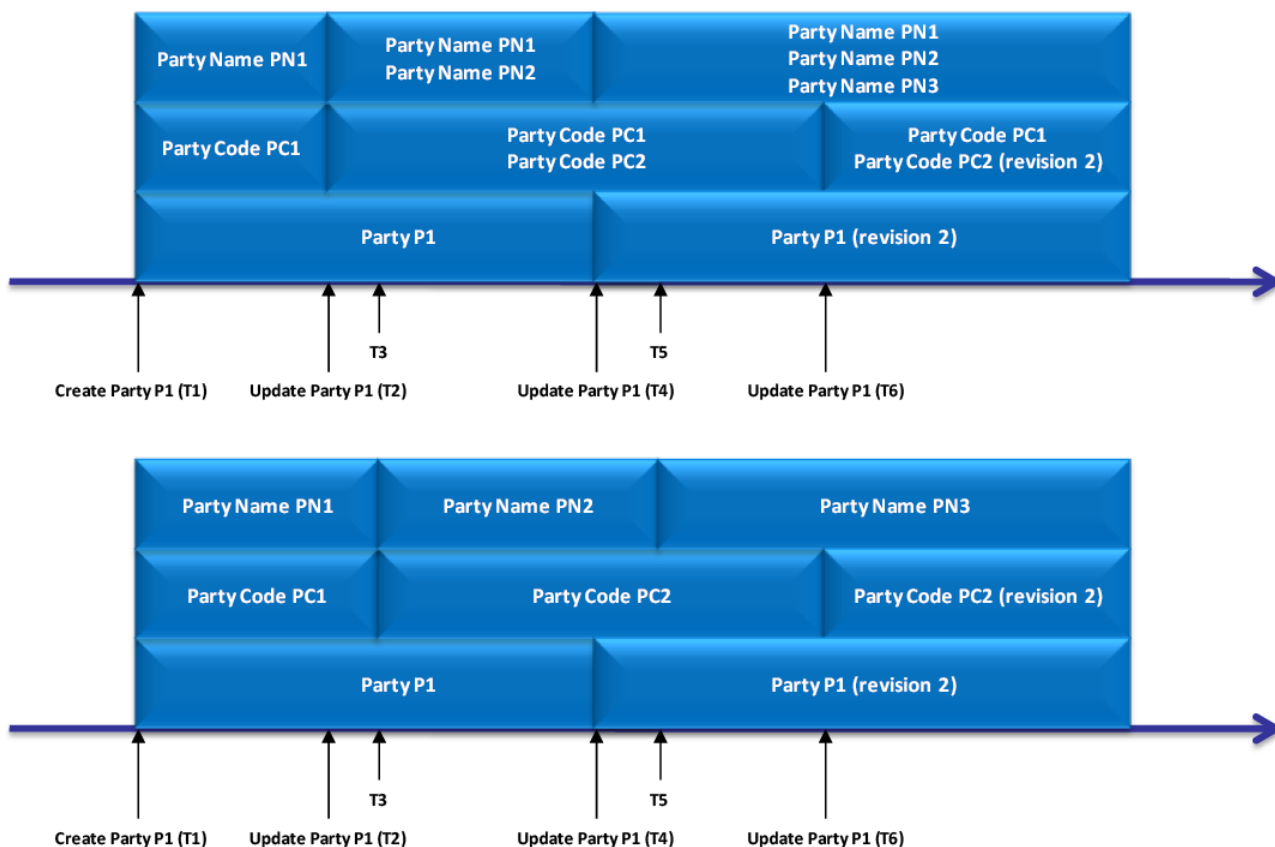 Party Name PN1
Party Name PN1
Party Name PN2
Party Name PN1
Party Name PN2
Party Name PN3
Party Code PC1
Party Code PC1
Party Code PC2
Party Code PC1
Party Code PC2 (revision 2)
Party P1
Party P1 (revision 2)
T3
T5
Create Party P1 (T1)
Update Party P1 (T2)
Update Party P1 (T4)
Update Party P1 (T6)
Party Name PN1
Party Name PN2
Party Name PN3
Party Code PC1
Party Code PC2
Party Code PC2 (revision 2)
Party P1
Party P1 (revision 2)
T3
T5
Create Party P1 (T1)
Update Party P1 (T2)
Update Party P1 (T4)
Update Party P1 (T6)